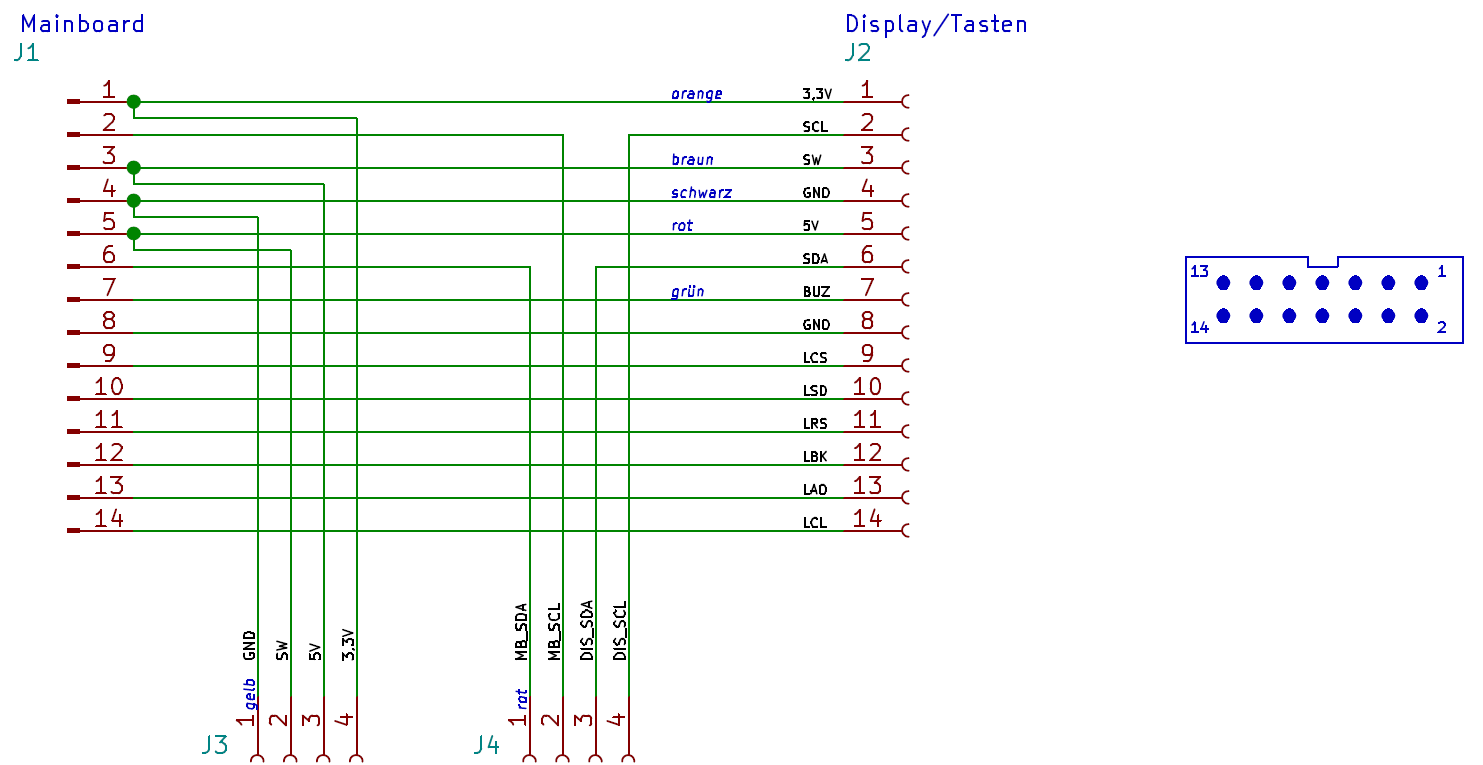 Mainboard Display/Tasten
J1 J2
1 orange 3,3V 1
2 SCL 2
3 braun SW 3
4 schwarz GND 4
5 rot 5V 5
6 SDA 6
7 grün BUZ 7
8 GND 8
9 LCS 9
10 LSD 10
11 LRS 11
12 LBK 12
13 LAO 13
14 LCL 14
13 1
14 2
GND SW 5V 3,3V MB_SDA MB_SCL DIS_SDA DIS_SCL
gelb rot
1 2 3 4 1 2 3 4
J3 J4